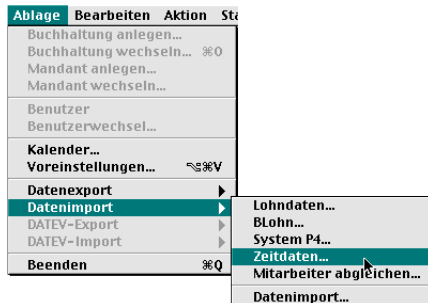 Ablage Bearbeiten Aktion
Buchhaltung anlegen...
Buchhaltung wechseln... ⌘O
Mandant anlegen...
Mandant wechseln...
Benutzer
Benutzerwechsel...
Kalender...
Voreinstellungen... ⌥⌘V
Datenexport
Datenimport
DATEV-Export
DATEV-Import
Beenden ⌘Q
Lohndaten...
BLohn...
System P4...
Zeitdaten...
Mitarbeiter abgleichen...
Datenimport...